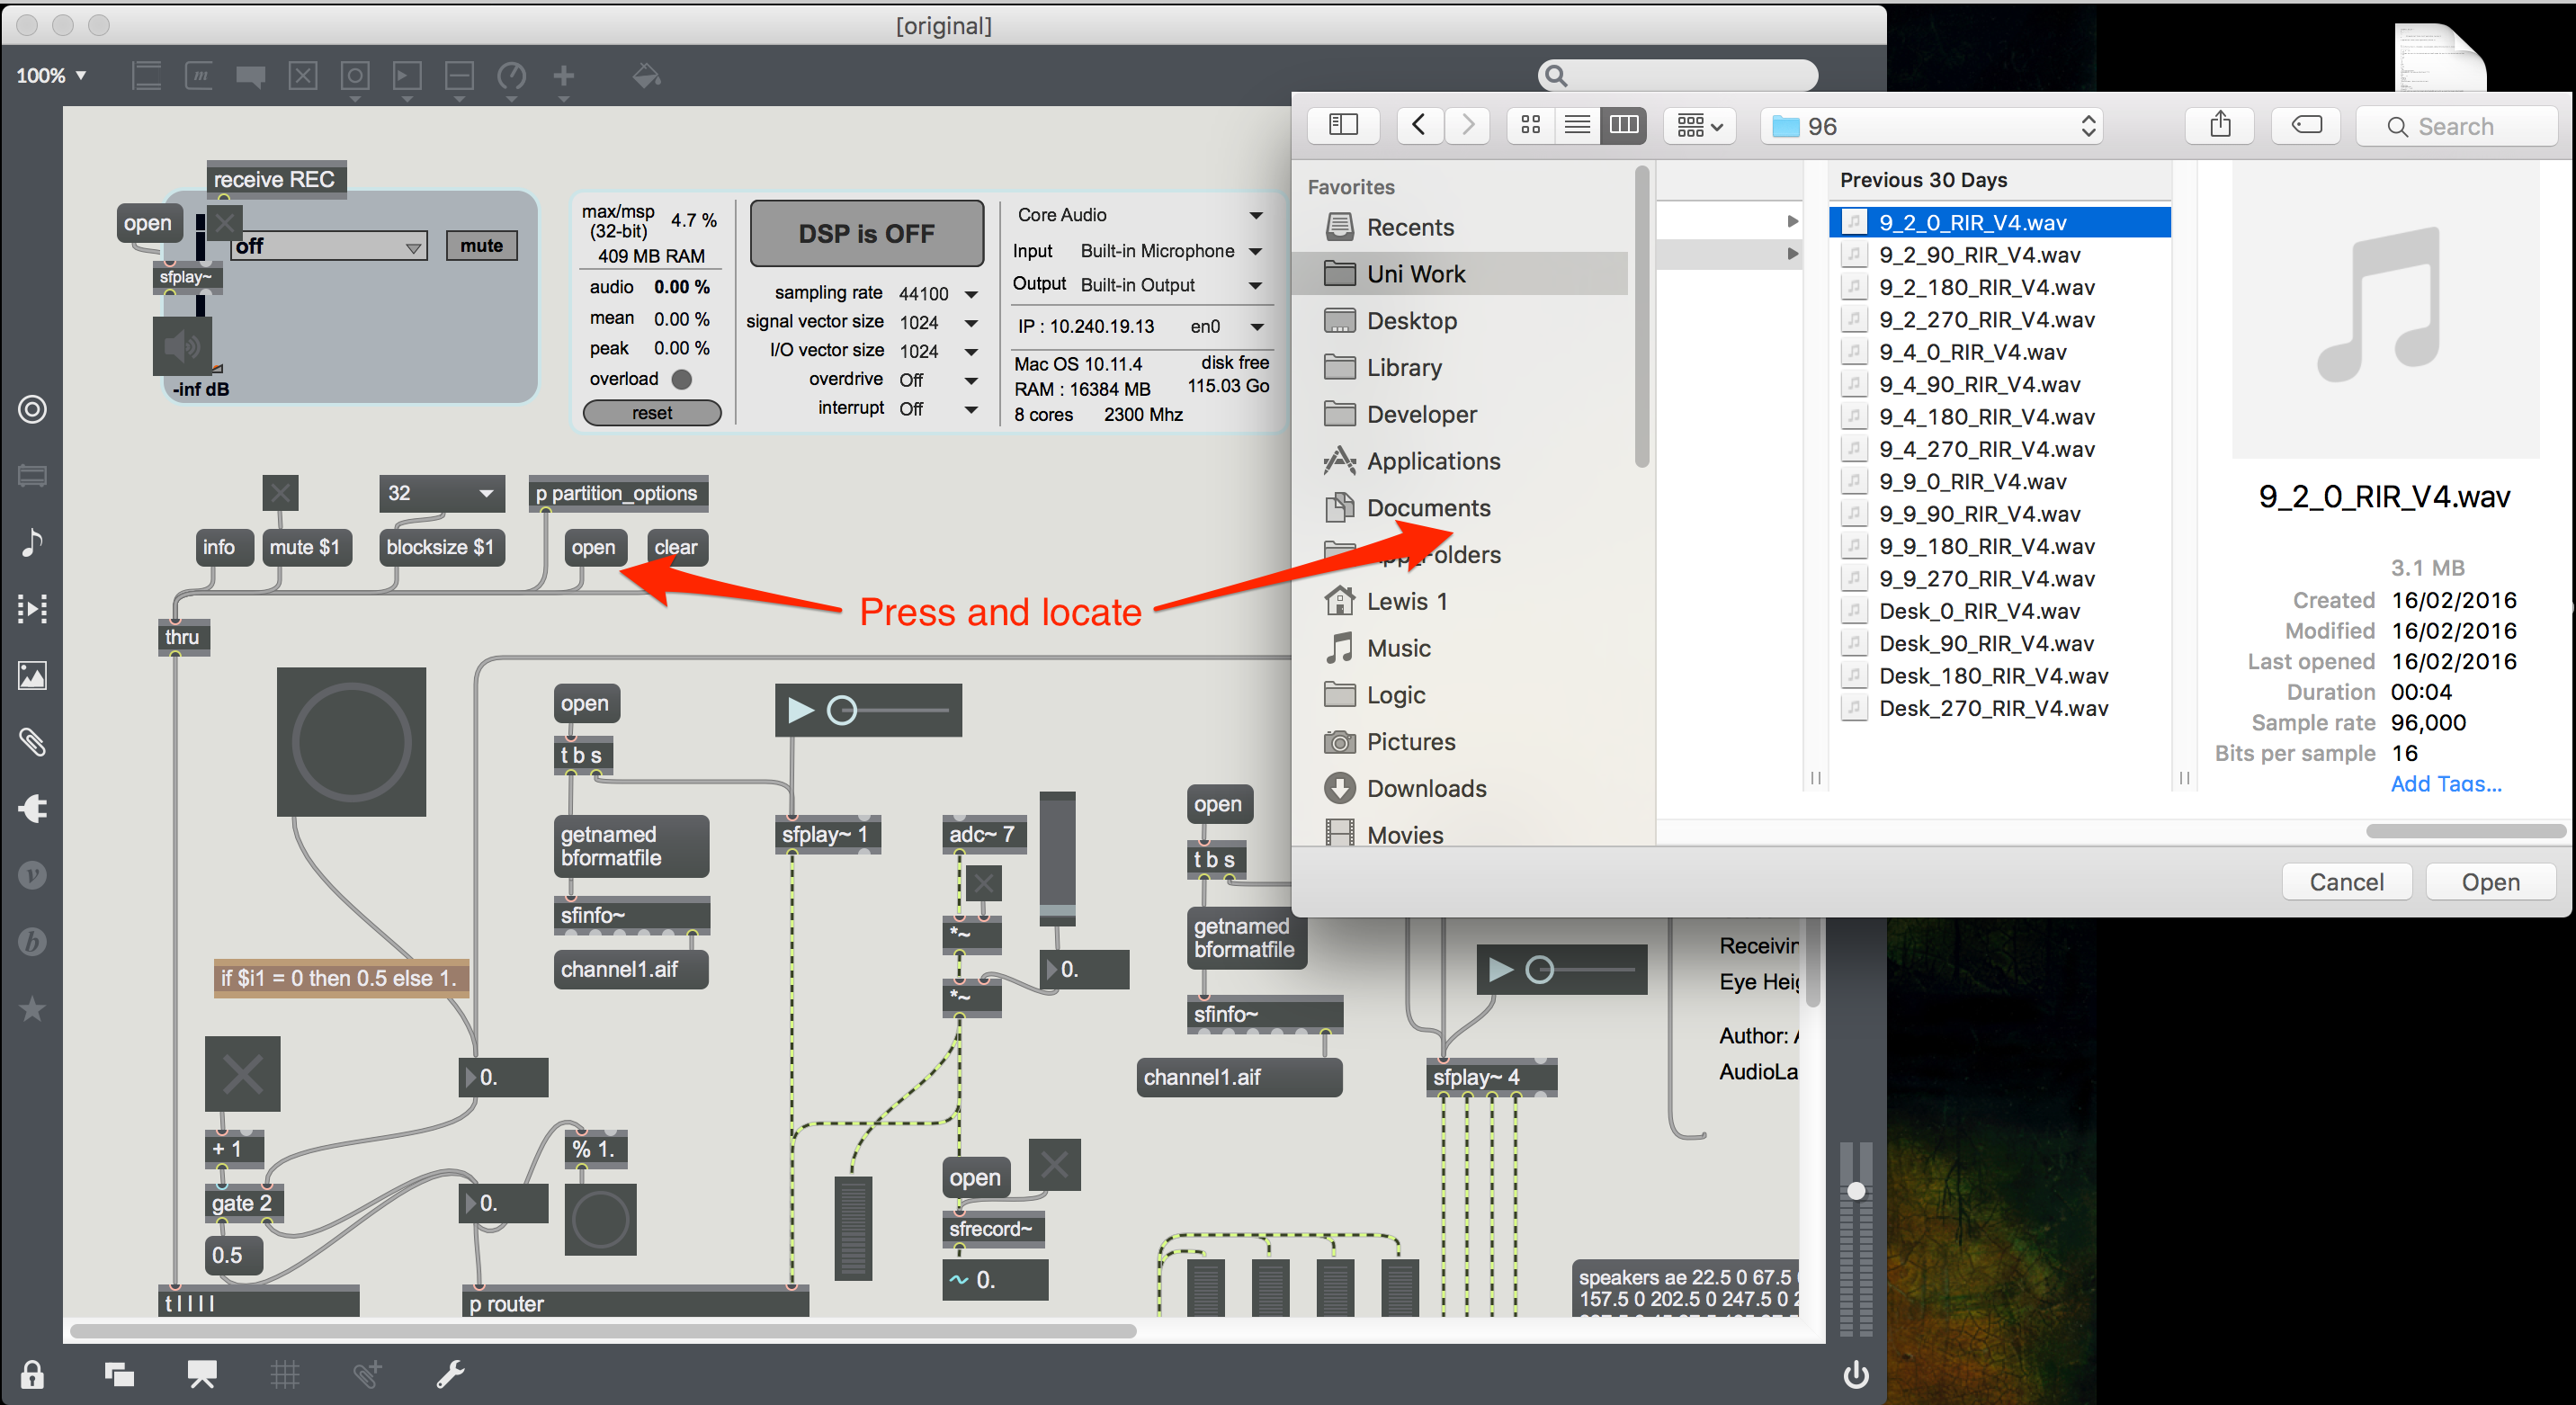 [original]
100%
receive REC
open
off
mute
sfplay~
-inf dB
max/msp
(32-bit)
4.7 %
409 MB RAM
audio 0.00 %
mean 0.00 %
peak 0.00 %
overload
reset
DSP is OFF
sampling rate 44100
signal vector size 1024
I/O vector size 1024
overdrive Off
interrupt Off
Core Audio
Input Built-in Microphone
Output Built-in Output
IP : 10.240.19.13 en0
Mac OS 10.11.4 disk free
RAM : 16384 MB 115.03 Go
8 cores 2300 Mhz
32
p partition_options
info
mute $1
blocksize $1
open
clear
Press and locate
thru
open
t b s
getnamed
bformatfile
sfinfo~
channel1.aif
sfplay~ 1
adc~ 7
*~
0.
*~
if $i1 = 0 then 0.5 else 1.
0.
+ 1
% 1.
gate 2
0.
0.5
open
sfrecord~
0.
t l l l l
p router
open
t b s
getnamed
bformatfile
sfinfo~
channel1.aif
sfplay~ 4
Author:
speakers ae 22.5 0 67.5
157.5 0 202.5 0 247.5 0
96
Search
Favorites
Recents
Uni Work
Desktop
Library
Developer
Applications
Documents
Folders
Lewis 1
Music
Logic
Pictures
Downloads
Movies
Previous 30 Days
9_2_0_RIR_V4.wav
9_2_90_RIR_V4.wav
9_2_180_RIR_V4.wav
9_2_270_RIR_V4.wav
9_4_0_RIR_V4.wav
9_4_90_RIR_V4.wav
9_4_180_RIR_V4.wav
9_4_270_RIR_V4.wav
9_9_0_RIR_V4.wav
9_9_90_RIR_V4.wav
9_9_180_RIR_V4.wav
9_9_270_RIR_V4.wav
Desk_0_RIR_V4.wav
Desk_90_RIR_V4.wav
Desk_180_RIR_V4.wav
Desk_270_RIR_V4.wav
9_2_0_RIR_V4.wav
3.1 MB
Created 16/02/2016
Modified 16/02/2016
Last opened 16/02/2016
Duration 00:04
Sample rate 96,000
Bits per sample 16
Add Tags...
Cancel
Open
Receivin
Eye Heig
AudioLa